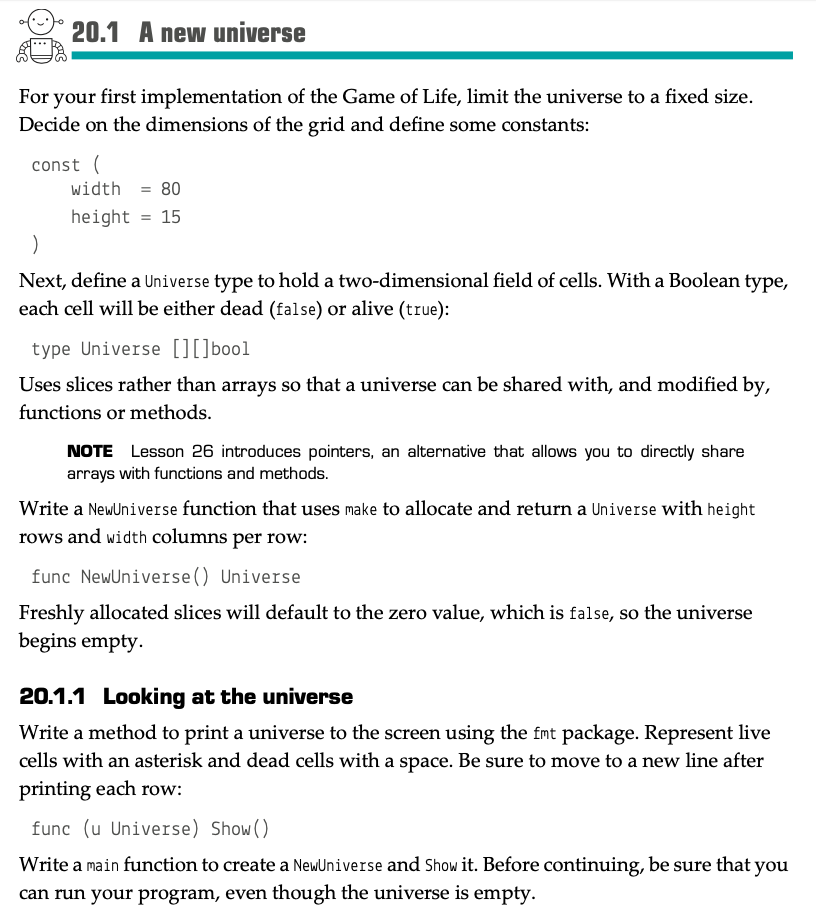 20.1 A new universe
For your first implementation of the Game of Life, limit the universe to a fixed size.
Decide on the dimensions of the grid and define some constants:
const (
    width  = 80
    height = 15
)
Next, define a Universe type to hold a two-dimensional field of cells. With a Boolean type,
each cell will be either dead (false) or alive (true):
type Universe [][]bool
Uses slices rather than arrays so that a universe can be shared with, and modified by,
functions or methods.
NOTE Lesson 26 introduces pointers, an alternative that allows you to directly share
arrays with functions and methods.
Write a NewUniverse function that uses make to allocate and return a Universe with height
rows and width columns per row:
func NewUniverse() Universe
Freshly allocated slices will default to the zero value, which is false, so the universe
begins empty.
20.1.1 Looking at the universe
Write a method to print a universe to the screen using the fmt package. Represent live
cells with an asterisk and dead cells with a space. Be sure to move to a new line after
printing each row:
func (u Universe) Show()
Write a main function to create a NewUniverse and Show it. Before continuing, be sure that you
can run your program, even though the universe is empty.